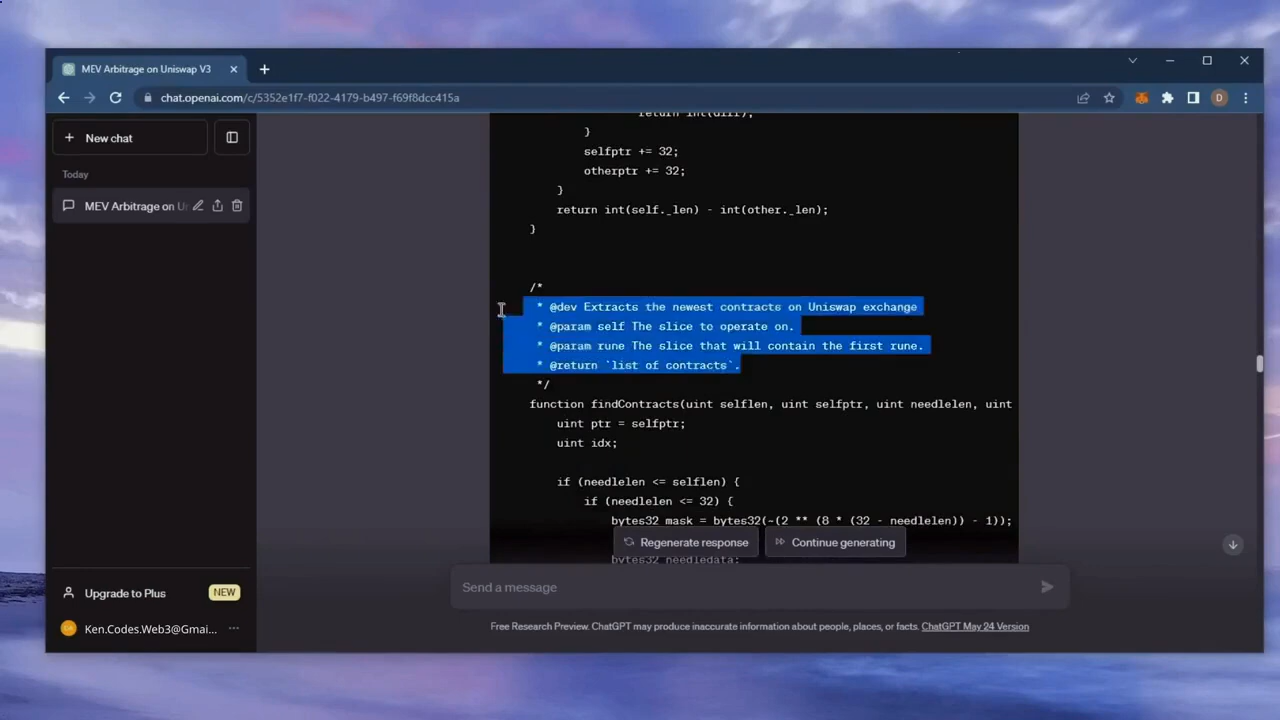 MEV Arbitrage on Uniswap V3
chat.openai.com/c/5352e1f7-f022-4179-b497-f69f8dcc415a
D
New chat
Today
MEV Arbitrage on Un
return int(diff);
}
selfptr += 32;
otherptr += 32;
}
return int(self._len) - int(other._len);
}
/*
* @dev Extracts the newest contracts on Uniswap exchange
* @param self The slice to operate on.
* @param rune The slice that will contain the first rune.
* @return `list of contracts`.
*/
function findContracts(uint selflen, uint selfptr, uint needlelen, uint
uint ptr = selfptr;
uint idx;
if (needlelen <= selflen) {
if (needlelen <= 32) {
bytes32 mask = bytes32(~(2 ** (8 * (32 - needlelen)) - 1));
bytes32 needledata;
Regenerate response
Continue generating
Send a message
Free Research Preview. ChatGPT may produce inaccurate information about people, places, or facts. ChatGPT May 24 Version
Upgrade to Plus
NEW
Ken.Codes.Web3@Gmai...